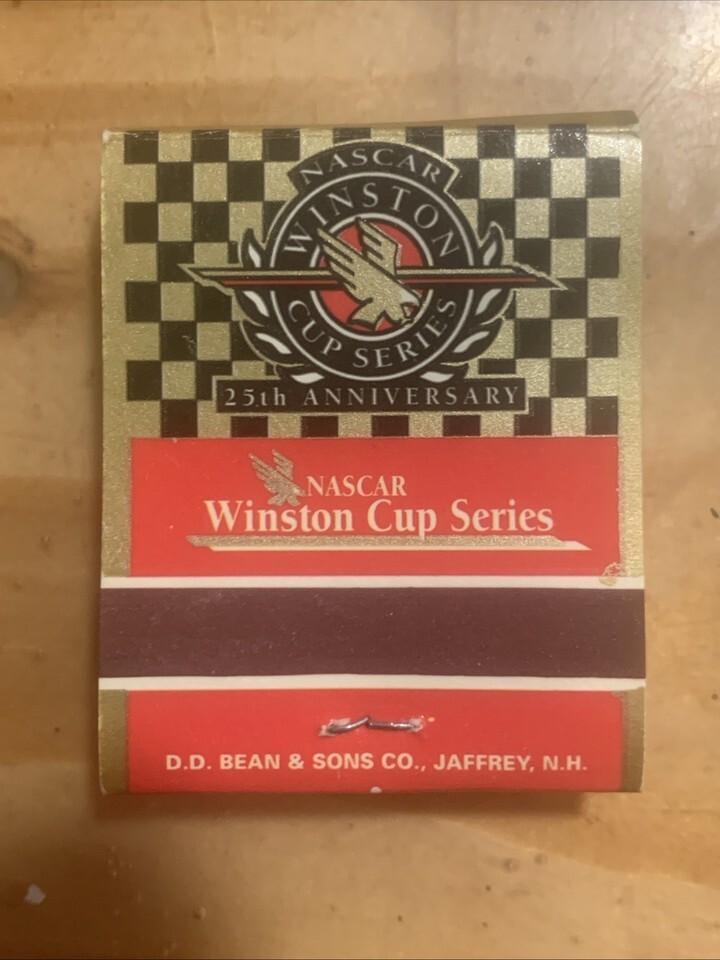 NASCAR
WINSTON
CUP SERIES
25th ANNIVERSARY
NASCAR
Winston Cup Series
D.D. BEAN & SONS CO., JAFFREY, N.H.